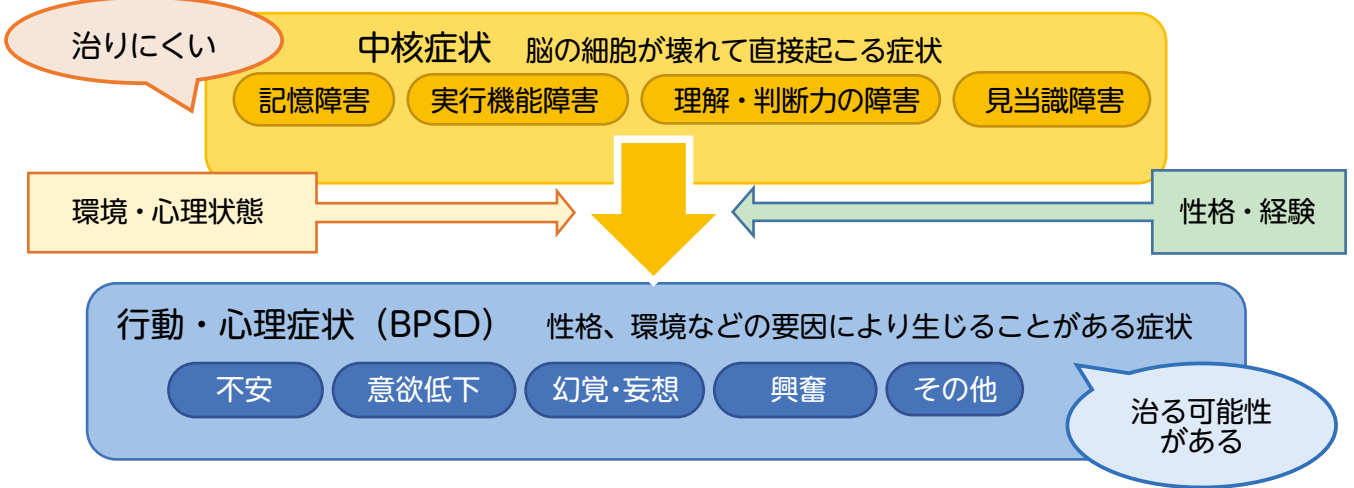 治りにくい
中核症状 脳の細胞が壊れて直接起こる症状
記憶障害 実行機能障害 理解・判断力の障害 見当識障害
環境・心理状態
性格・経験
行動・心理症状（BPSD） 性格、環境などの要因により生じることがある症状
不安 意欲低下 幻覚･妄想 興奮 その他
治る可能性
がある